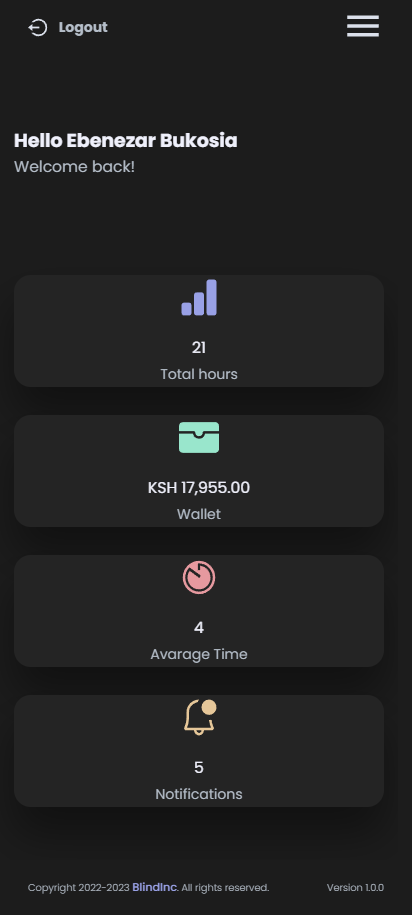 Logout
Hello Ebenezar Bukosia
Welcome back!
21
Total hours
KSH 17,955.00
Wallet
4
Avarage Time
5
Notifications
Copyright 2022-2023 BlindInc. All rights reserved. Version 1.0.0